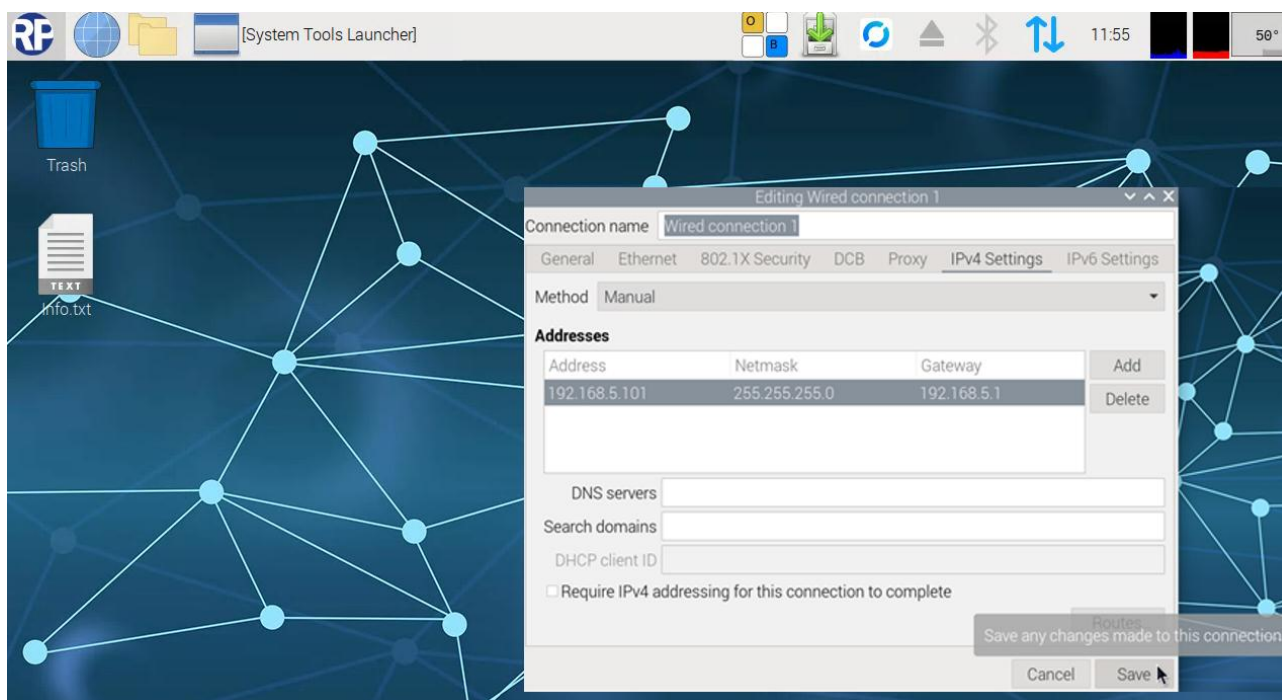 RP [System Tools Launcher] O B 11:55 50°
Trash
TEXT
Info.txt
Editing Wired connection 1
Connection name Wired connection 1
General Ethernet 802.1X Security DCB Proxy IPv4 Settings IPv6 Settings
Method Manual
Addresses
Address Netmask Gateway Add
192.168.5.101 255.255.255.0 192.168.5.1 Delete
DNS servers
Search domains
DHCP client ID
Require IPv4 addressing for this connection to complete
Routes...
Save any changes made to this connection
Cancel Save